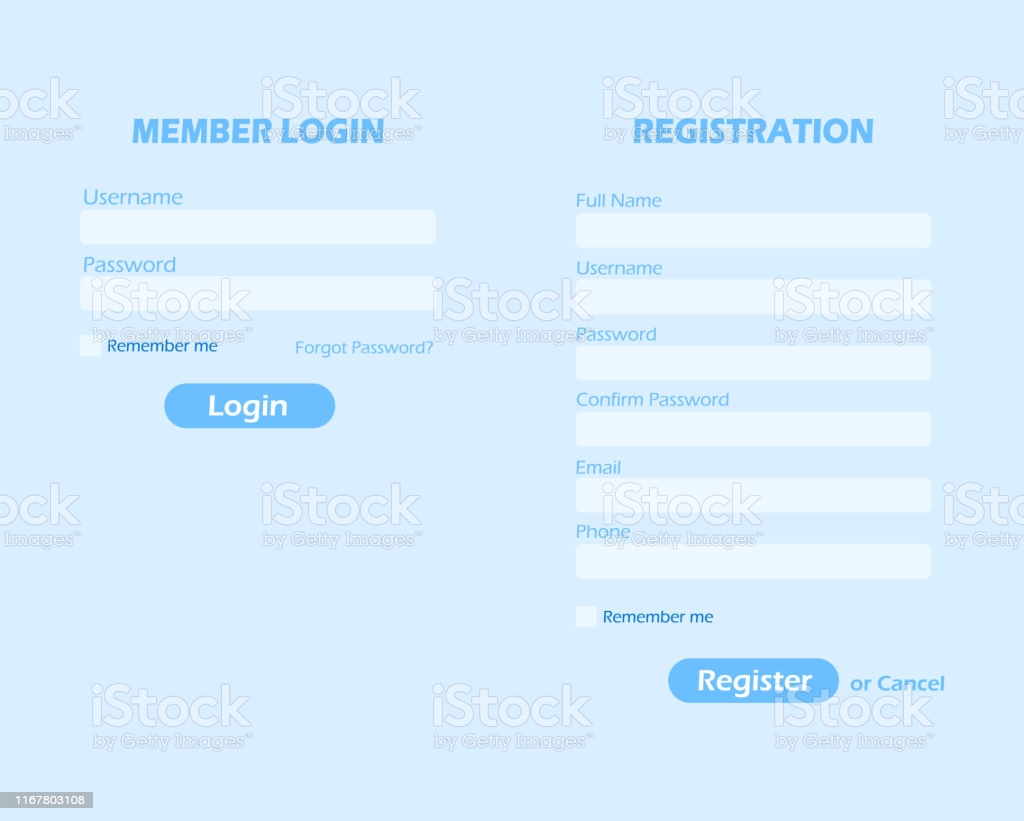 MEMBER LOGIN
Username
Password
Remember me
Forgot Password?
Login
REGISTRATION
Full Name
Username
Password
Confirm Password
Email
Phone
Remember me
Register or Cancel
iStock
by Getty Images™
1167803108